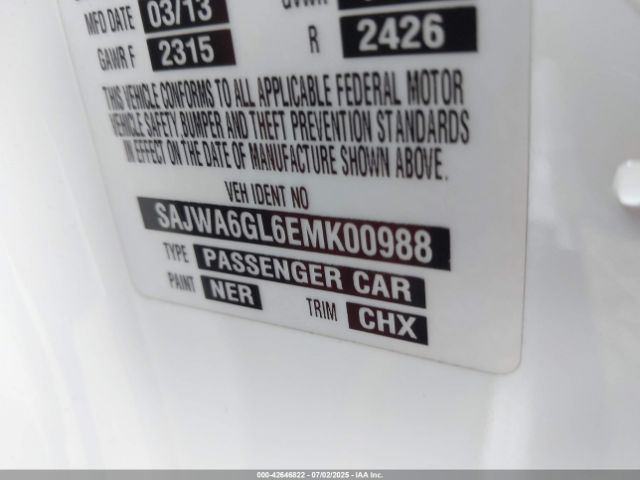 MFD DATE 03/13 GVWR
GAWR F 2315 R 2426
THIS VEHICLE CONFORMS TO ALL APPLICABLE FEDERAL MOTOR
VEHICLE SAFETY, BUMPER AND THEFT PREVENTION STANDARDS
IN EFFECT ON THE DATE OF MANUFACTURE SHOWN ABOVE.
VEH IDENT NO
SAJWA6GL6EMK00988
TYPE PASSENGER CAR
PAINT NER TRIM CHX
000-42646822 - 07/02/2025 - IAA Inc.